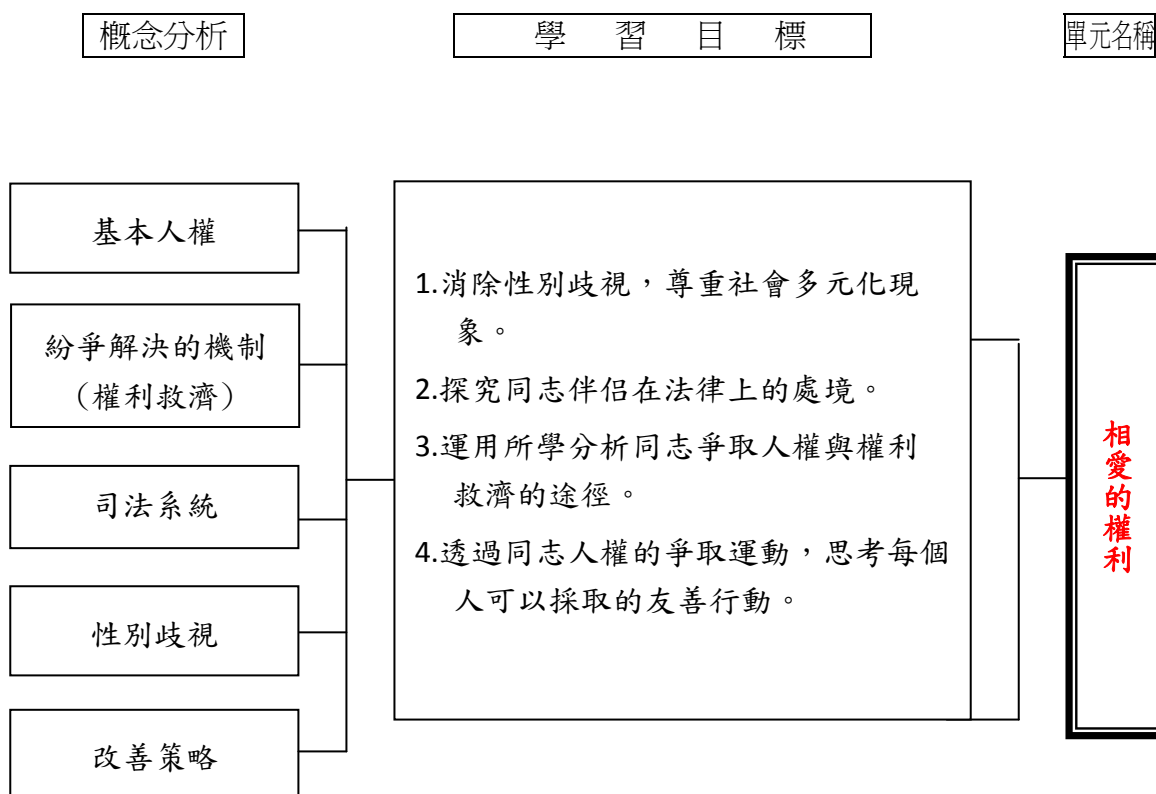 概念分析
學習目標
單元名稱
基本人權
紛爭解決的機制
(權利救濟)
司法系統
性別歧視
改善策略
1.消除性別歧視，尊重社會多元化現
象。
2.探究同志伴侶在法律上的處境。
3.運用所學分析同志爭取人權與權利
救濟的途徑。
4.透過同志人權的爭取運動，思考每個
人可以採取的友善行動。
相愛的權利